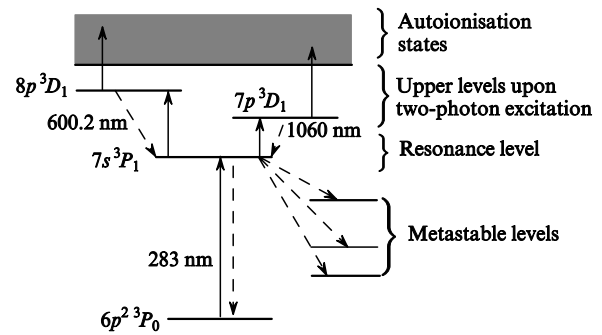 Autoionisation
states
8p ³D₁
7p ³D₁
Upper levels upon
two-photon excitation
600.2 nm
1060 nm
7s ³P₁
Resonance level
Metastable levels
283 nm
6p² ³P₀